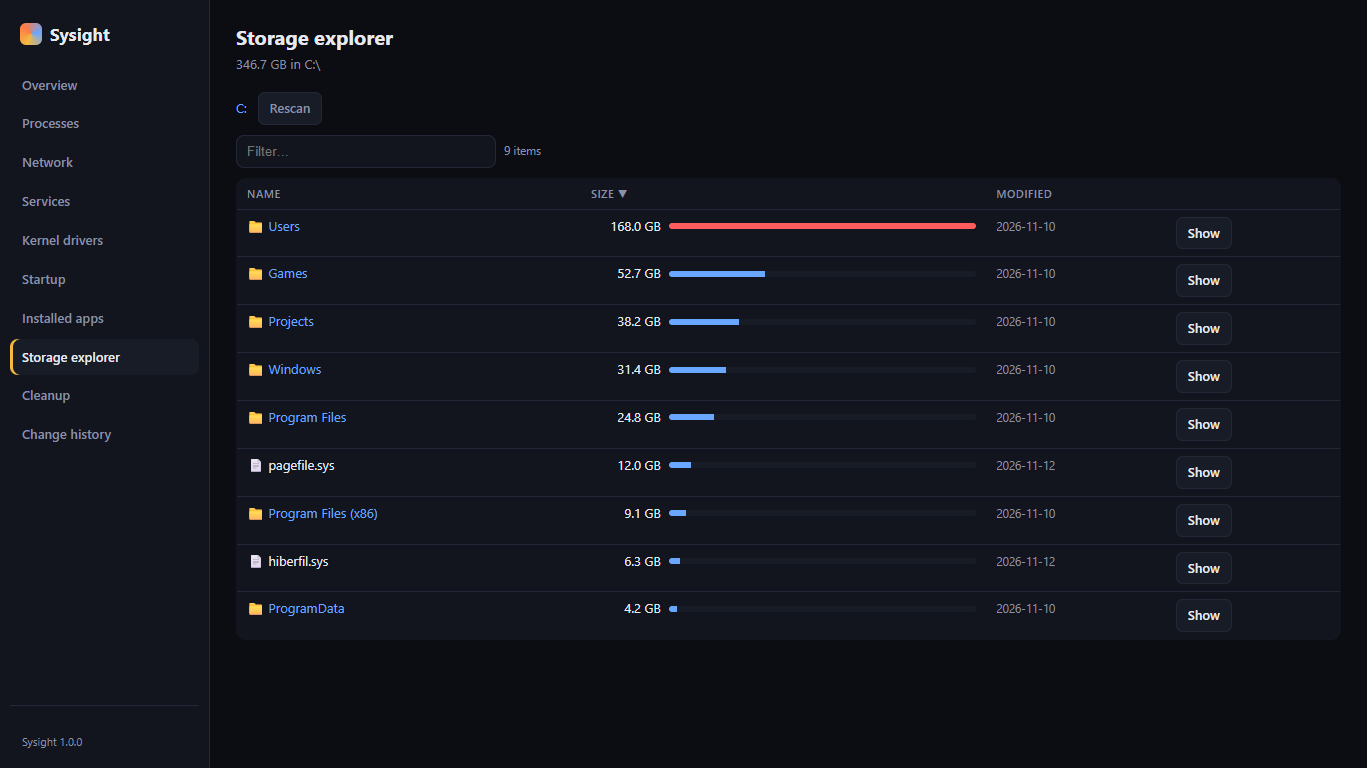 Sysight
Overview
Processes
Network
Services
Kernel drivers
Startup
Installed apps
Storage explorer
Cleanup
Change history
Sysight 1.0.0
Storage explorer
346.7 GB in C:\
C: Rescan
Filter... 9 items
NAME SIZE ▼ MODIFIED
Users 168.0 GB 2026-11-10 Show
Games 52.7 GB 2026-11-10 Show
Projects 38.2 GB 2026-11-10 Show
Windows 31.4 GB 2026-11-10 Show
Program Files 24.8 GB 2026-11-10 Show
pagefile.sys 12.0 GB 2026-11-12 Show
Program Files (x86) 9.1 GB 2026-11-10 Show
hiberfil.sys 6.3 GB 2026-11-12 Show
ProgramData 4.2 GB 2026-11-10 Show